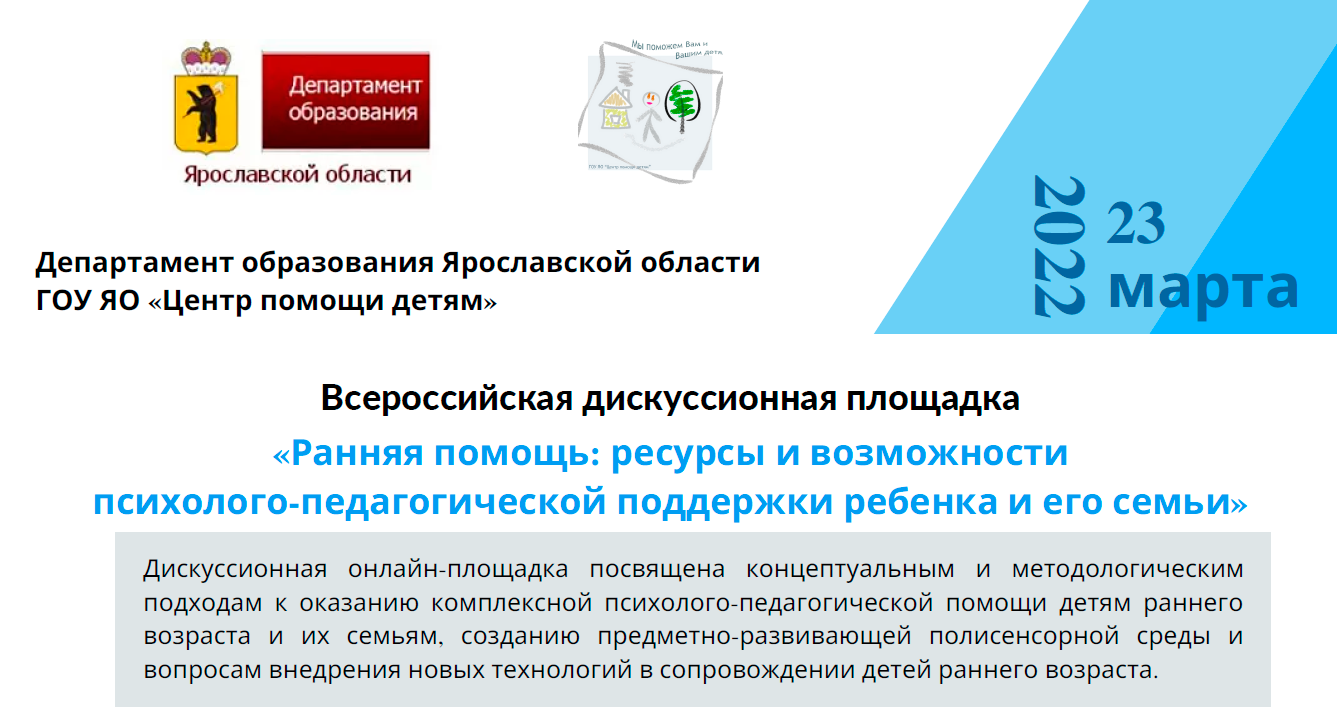 Департамент
образования
Ярославской области
Мы поможем Вам и
Вашим детя
ГОУ ЯО "Центр помощи детям"
2022
23
марта
Департамент образования Ярославской области
ГОУ ЯО «Центр помощи детям»
Всероссийская дискуссионная площадка
«Ранняя помощь: ресурсы и возможности
психолого-педагогической поддержки ребенка и его семьи»
Дискуссионная онлайн-площадка посвящена концептуальным и методологическим
подходам к оказанию комплексной психолого-педагогической помощи детям раннего
возраста и их семьям, созданию предметно-развивающей полисенсорной среды и
вопросам внедрения новых технологий в сопровождении детей раннего возраста.